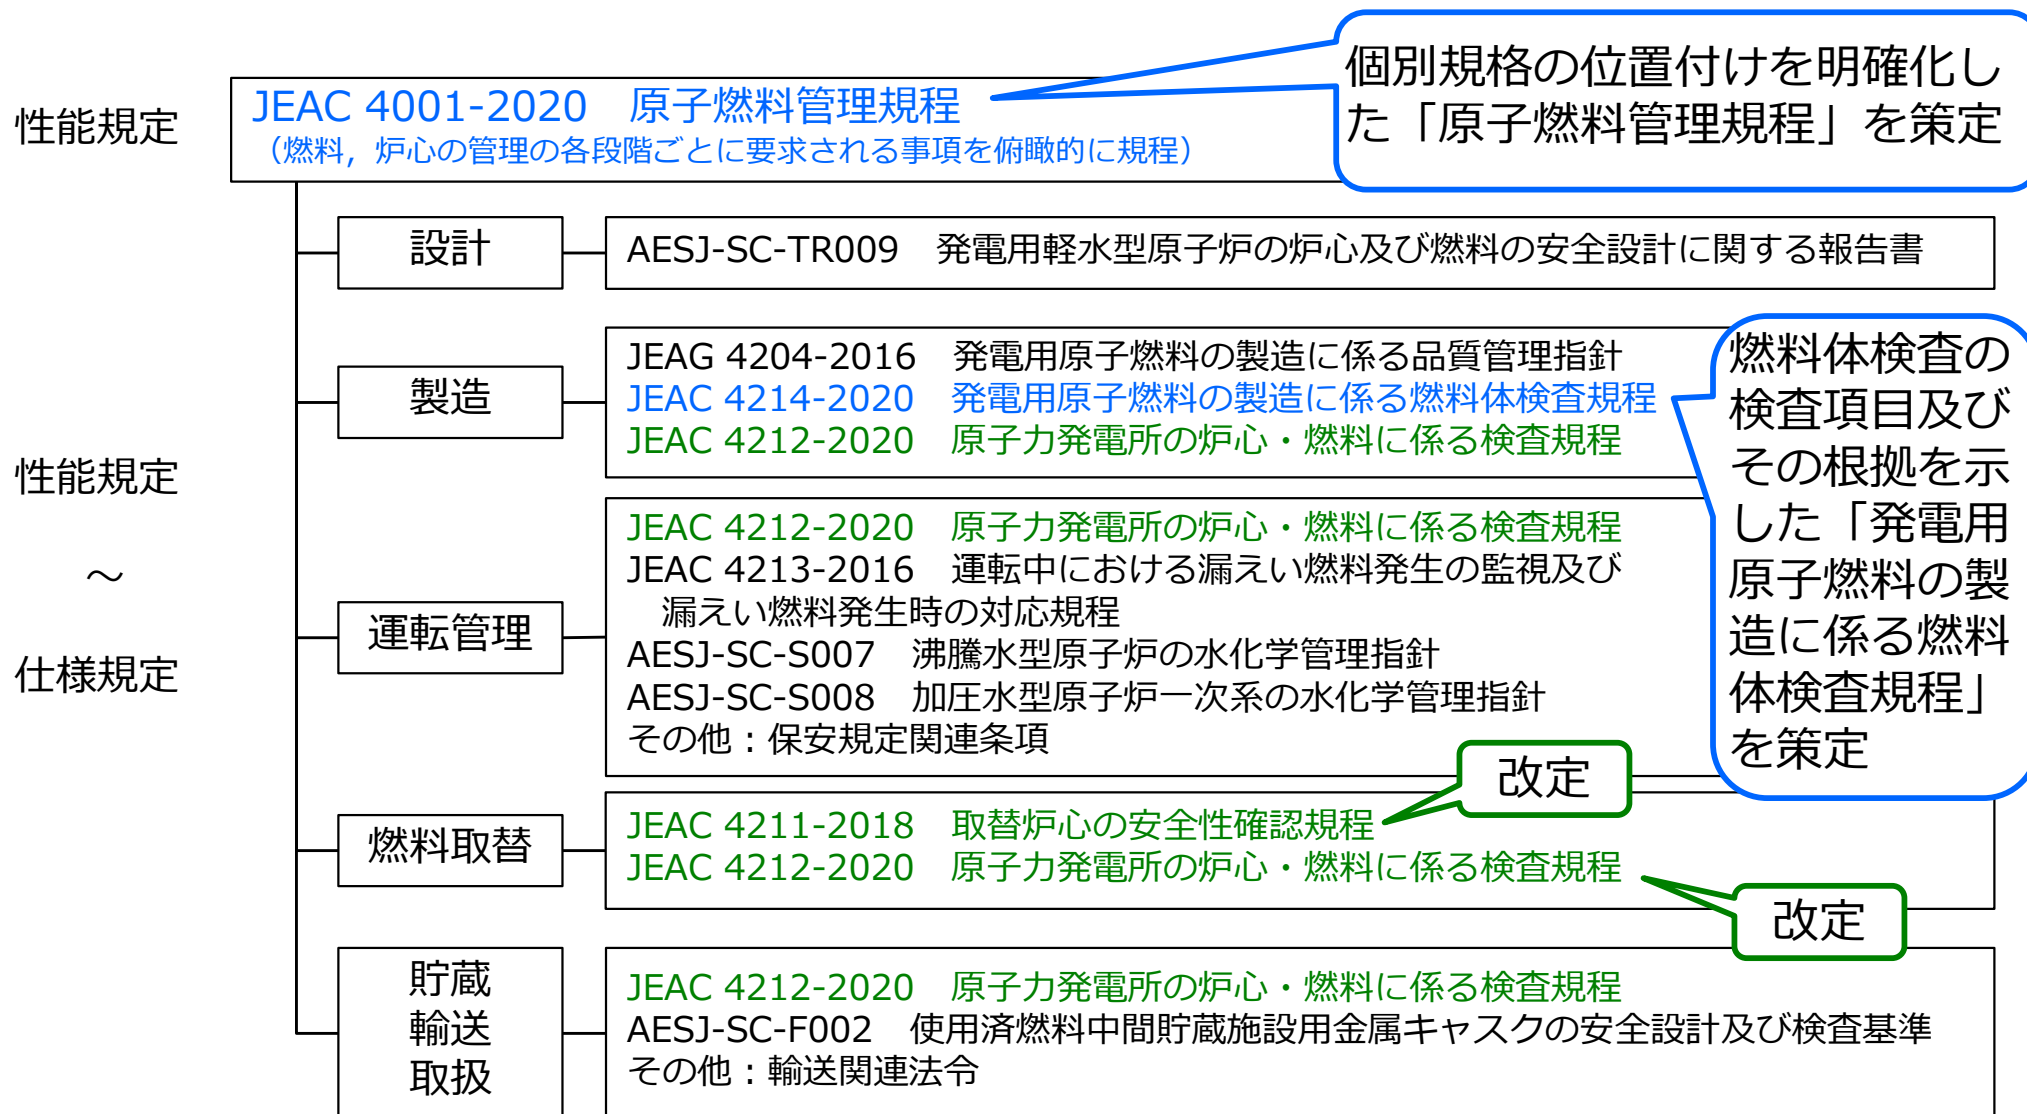 個別規格の位置付けを明確化し
た「原子燃料管理規程」を策定
性能規定
JEAC 4001-2020　原子燃料管理規程
（燃料，炉心の管理の各段階ごとに要求される事項を俯瞰的に規程）
設計
AESJ-SC-TR009　発電用軽水型原子炉の炉心及び燃料の安全設計に関する報告書
製造
JEAG 4204-2016　発電用原子燃料の製造に係る品質管理指針
JEAC 4214-2020　発電用原子燃料の製造に係る燃料体検査規程
JEAC 4212-2020　原子力発電所の炉心・燃料に係る検査規程
燃料体検査の
検査項目及び
その根拠を示
した「発電用
原子燃料の製
造に係る燃料
体検査規程」
を策定
性能規定
～
仕様規定
運転管理
JEAC 4212-2020　原子力発電所の炉心・燃料に係る検査規程
JEAC 4213-2016　運転中における漏えい燃料発生の監視及び
漏えい燃料発生時の対応規程
AESJ-SC-S007　沸騰水型原子炉の水化学管理指針
AESJ-SC-S008　加圧水型原子炉一次系の水化学管理指針
その他：保安規定関連条項
改定
燃料取替
JEAC 4211-2018　取替炉心の安全性確認規程
JEAC 4212-2020　原子力発電所の炉心・燃料に係る検査規程
改定
貯蔵
輸送
取扱
JEAC 4212-2020　原子力発電所の炉心・燃料に係る検査規程
AESJ-SC-F002　使用済燃料中間貯蔵施設用金属キャスクの安全設計及び検査基準
その他：輸送関連法令